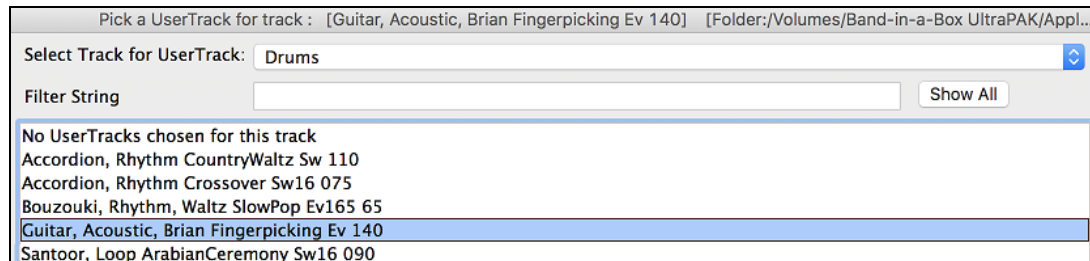 Pick a UserTrack for track : [Guitar, Acoustic, Brian Fingerpicking Ev 140] [Folder:/Volumes/Band-in-a-Box UltraPAK/Appl...
Select Track for UserTrack: Drums
Filter String Show All
No UserTracks chosen for this track
Accordion, Rhythm CountryWaltz Sw 110
Accordion, Rhythm Crossover Sw16 075
Bouzouki, Rhythm, Waltz SlowPop Ev165 65
Guitar, Acoustic, Brian Fingerpicking Ev 140
Santoor, Loop ArabianCeremony Sw16 090